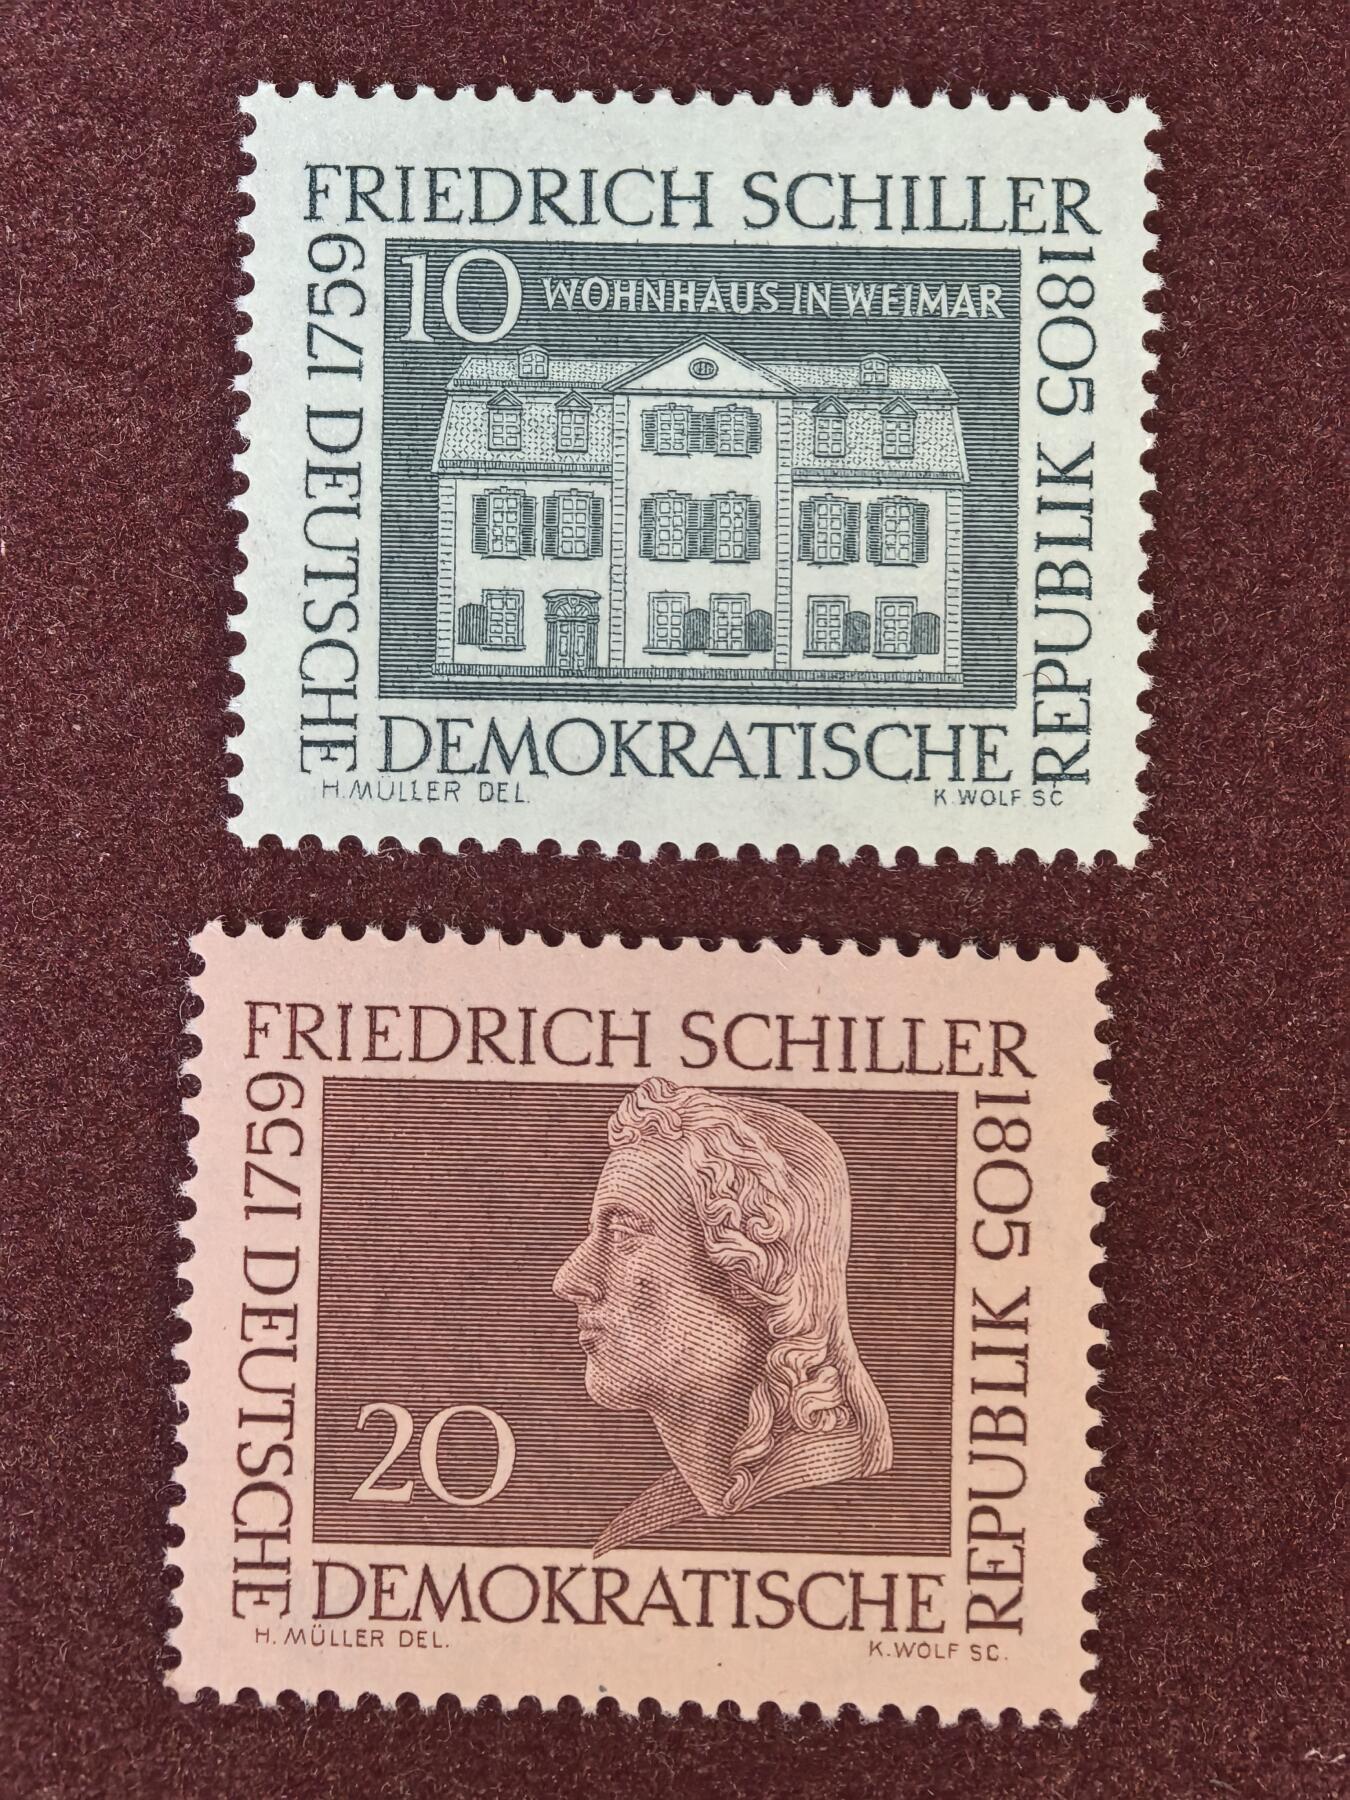 FRIEDRICH SCHILLER
1759
1805
10 WOHNHAUS IN WEIMAR
DEUTSCHE
DEMOKRATISCHE
REPUBLIK
H. MÜLLER DEL.
K. WOLF SC
FRIEDRICH SCHILLER
1759
1805
20
DEUTSCHE
DEMOKRATISCHE
REPUBLIK
H. MÜLLER DEL.
K. WOLF SC.